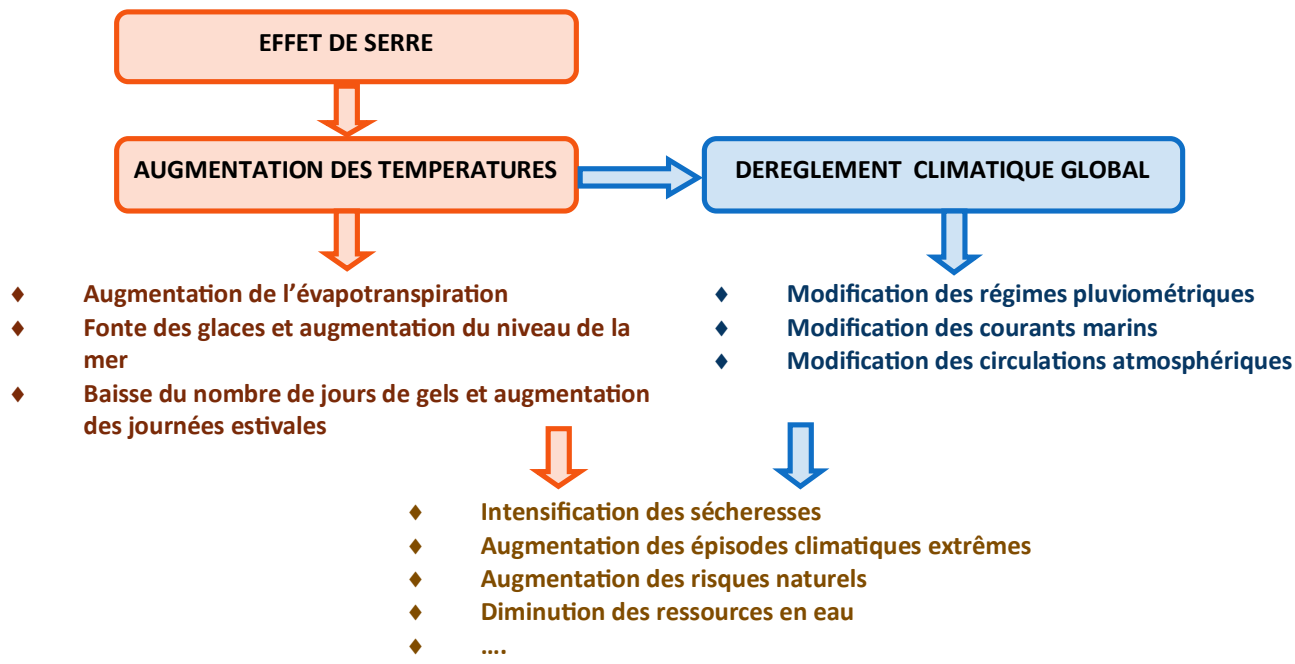 EFFET DE SERRE
AUGMENTATION DES TEMPERATURES
DEREGLEMENT CLIMATIQUE GLOBAL
♦ Augmentation de l’évapotranspiration
♦ Fonte des glaces et augmentation du niveau de la
mer
♦ Baisse du nombre de jours de gels et augmentation
des journées estivales
♦ Modification des régimes pluviométriques
♦ Modification des courants marins
♦ Modification des circulations atmosphériques
♦ Intensification des sécheresses
♦ Augmentation des épisodes climatiques extrêmes
♦ Augmentation des risques naturels
♦ Diminution des ressources en eau
♦ ….